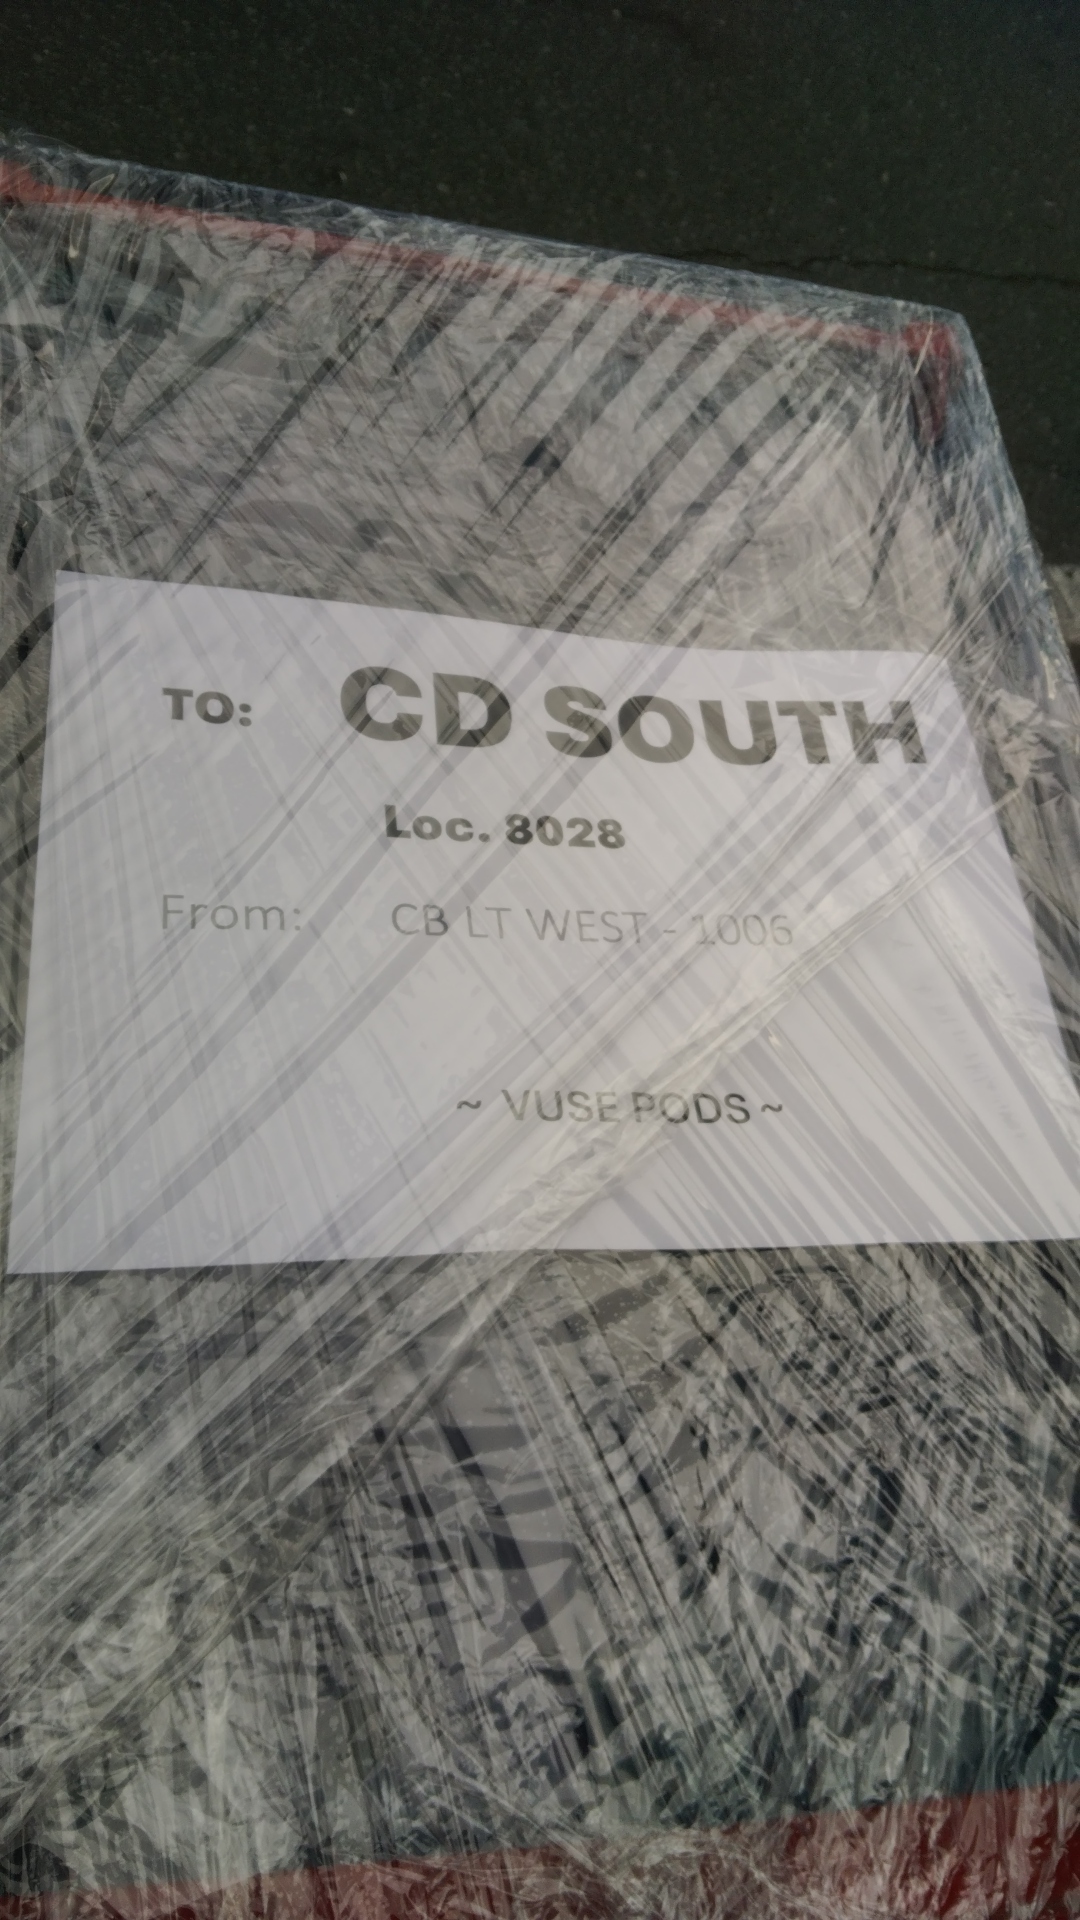 TO: CD SOUTH
Loc. 8028
From: CB LT WEST - 1006
~ VUSE PODS ~